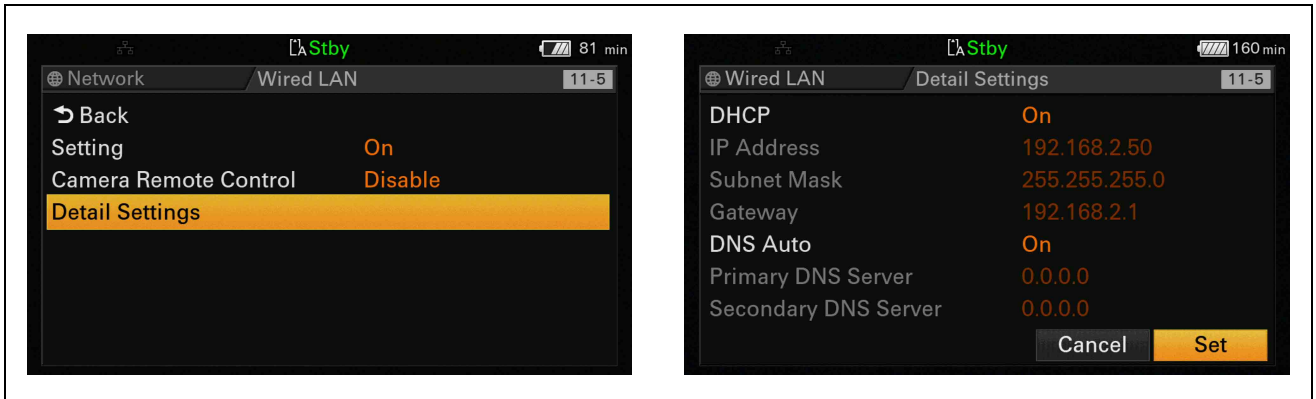 Stby
81 min
Network
Wired LAN
11-5
Back
Setting On
Camera Remote Control Disable
Detail Settings
Stby
160 min
Wired LAN
Detail Settings
11-5
DHCP On
IP Address 192.168.2.50
Subnet Mask 255.255.255.0
Gateway 192.168.2.1
DNS Auto On
Primary DNS Server 0.0.0.0
Secondary DNS Server 0.0.0.0
Cancel Set